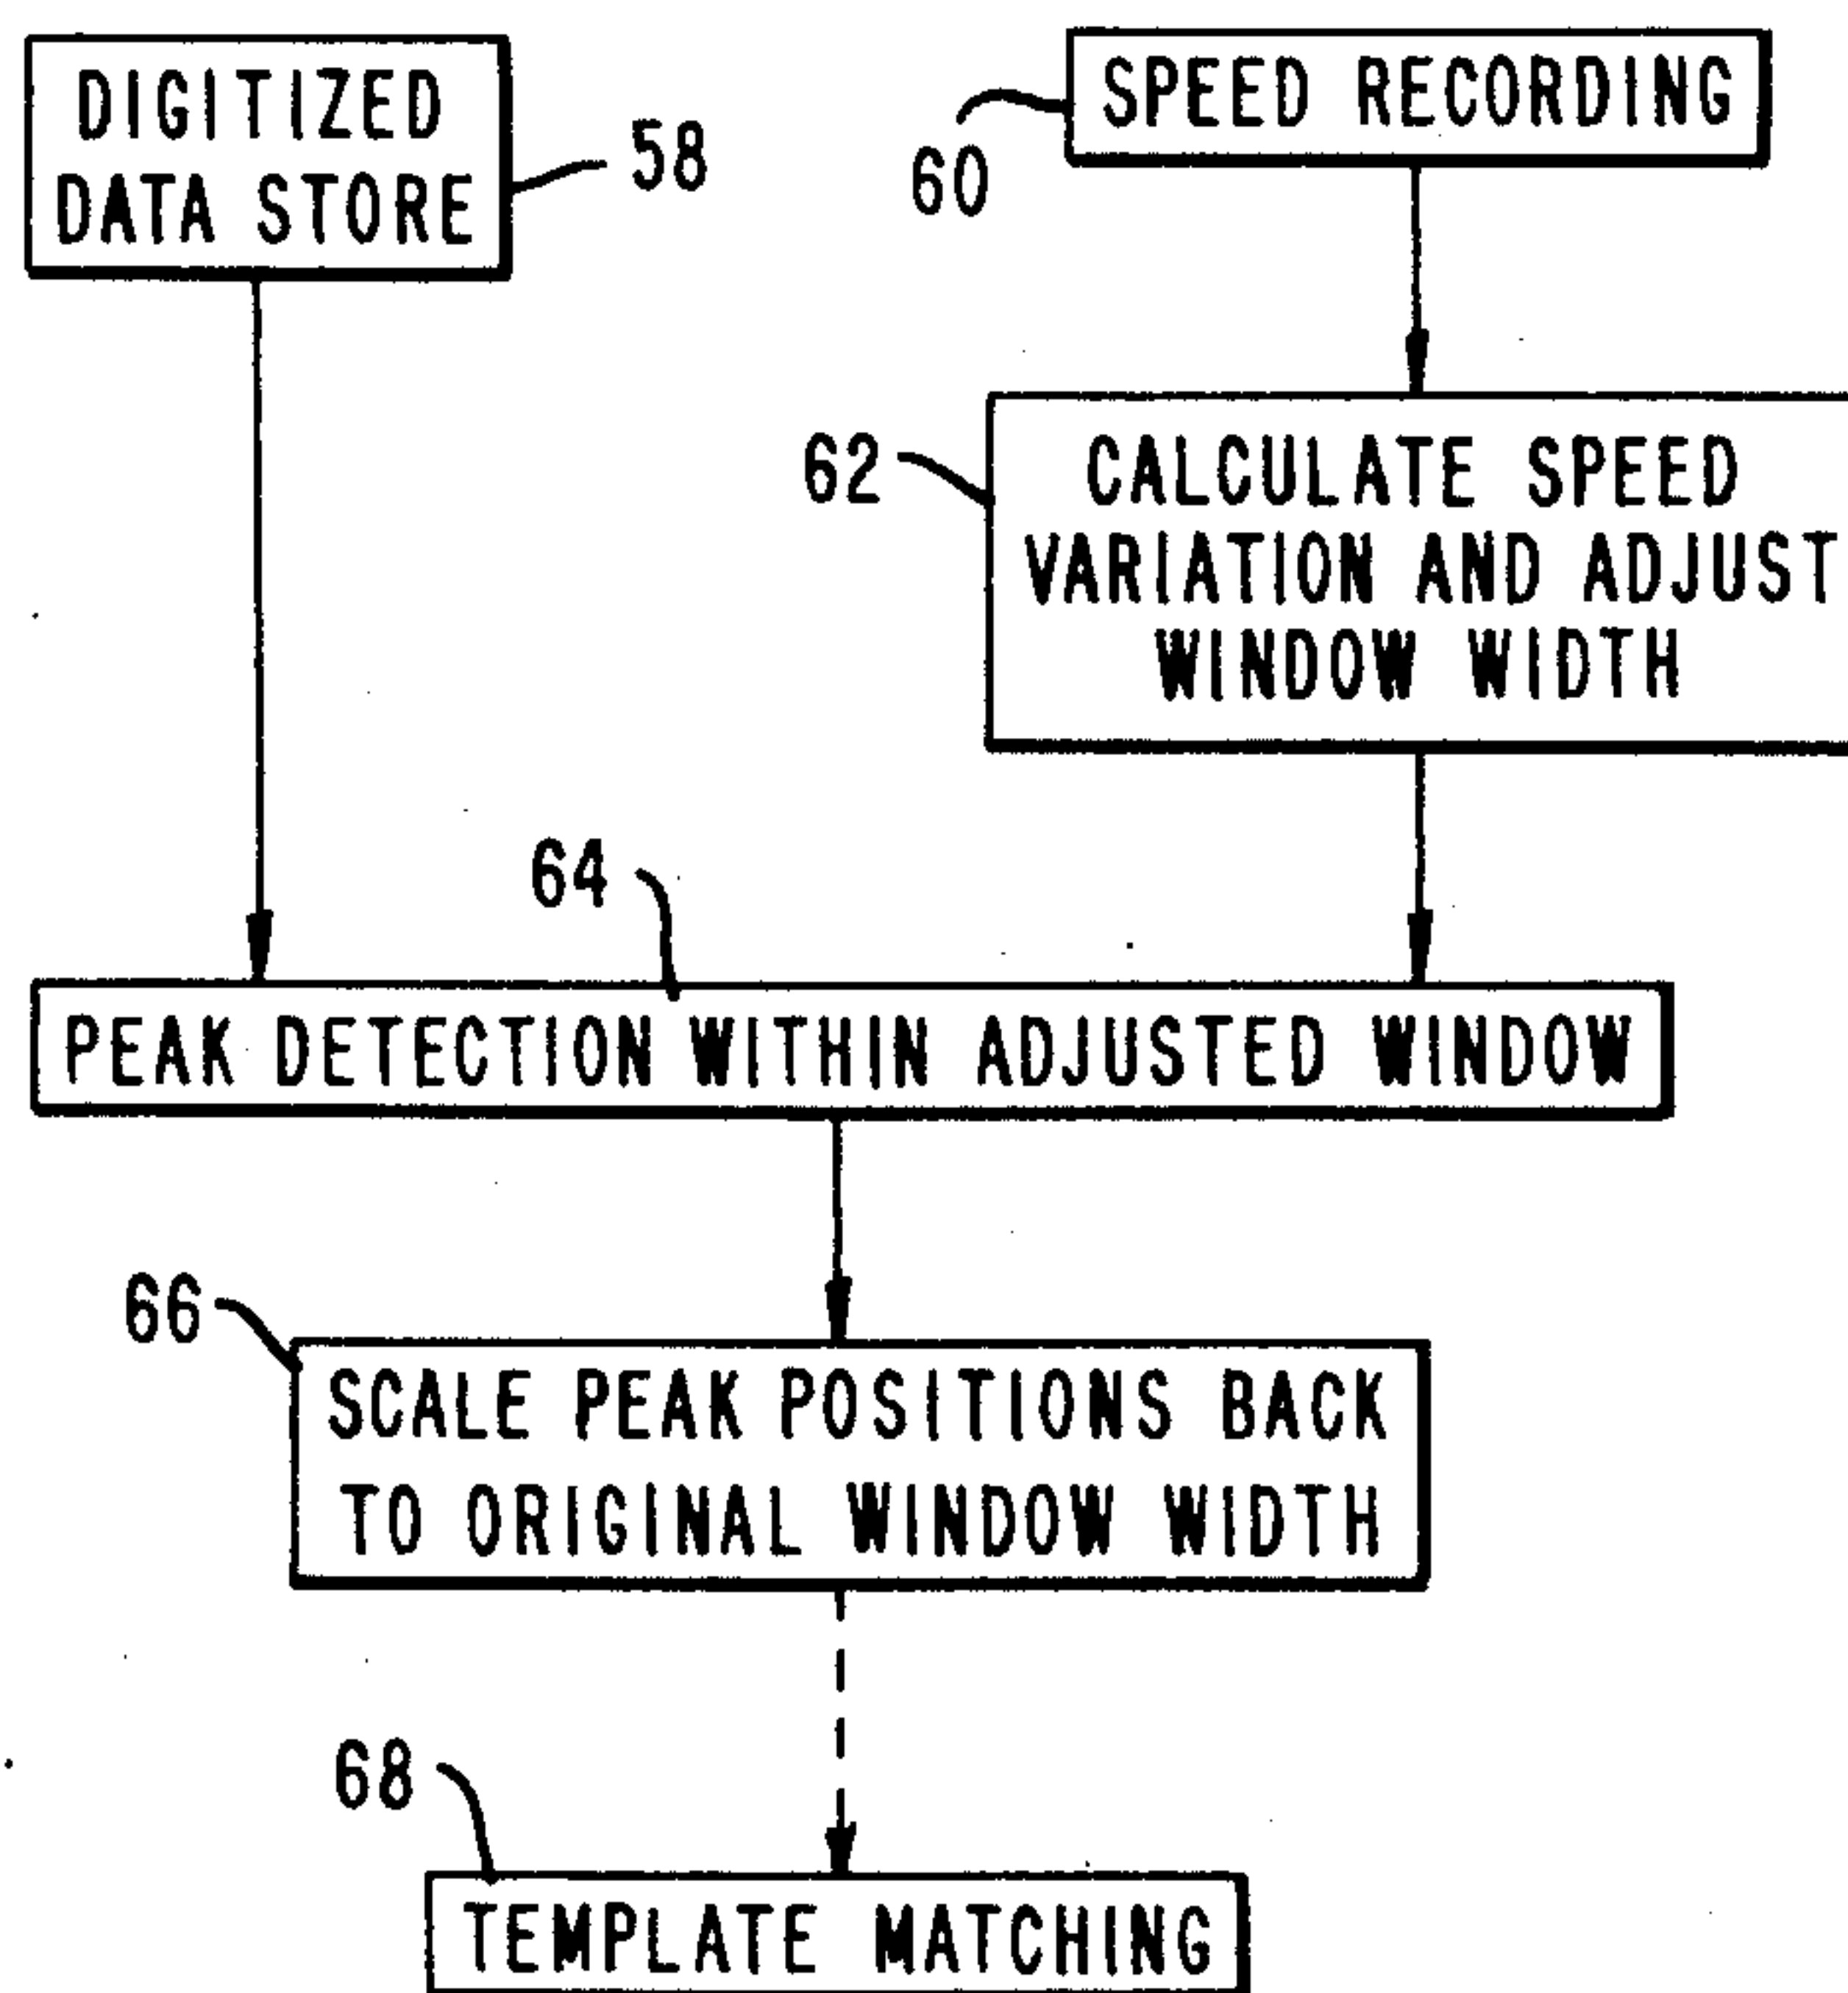 DIGITIZED
DATA STORE
58
60
SPEED RECORDING
62
CALCULATE SPEED
VARIATION AND ADJUST
WINDOW WIDTH
64
PEAK DETECTION WITHIN ADJUSTED WINDOW
66
SCALE PEAK POSITIONS BACK
TO ORIGINAL WINDOW WIDTH
68
TEMPLATE MATCHING